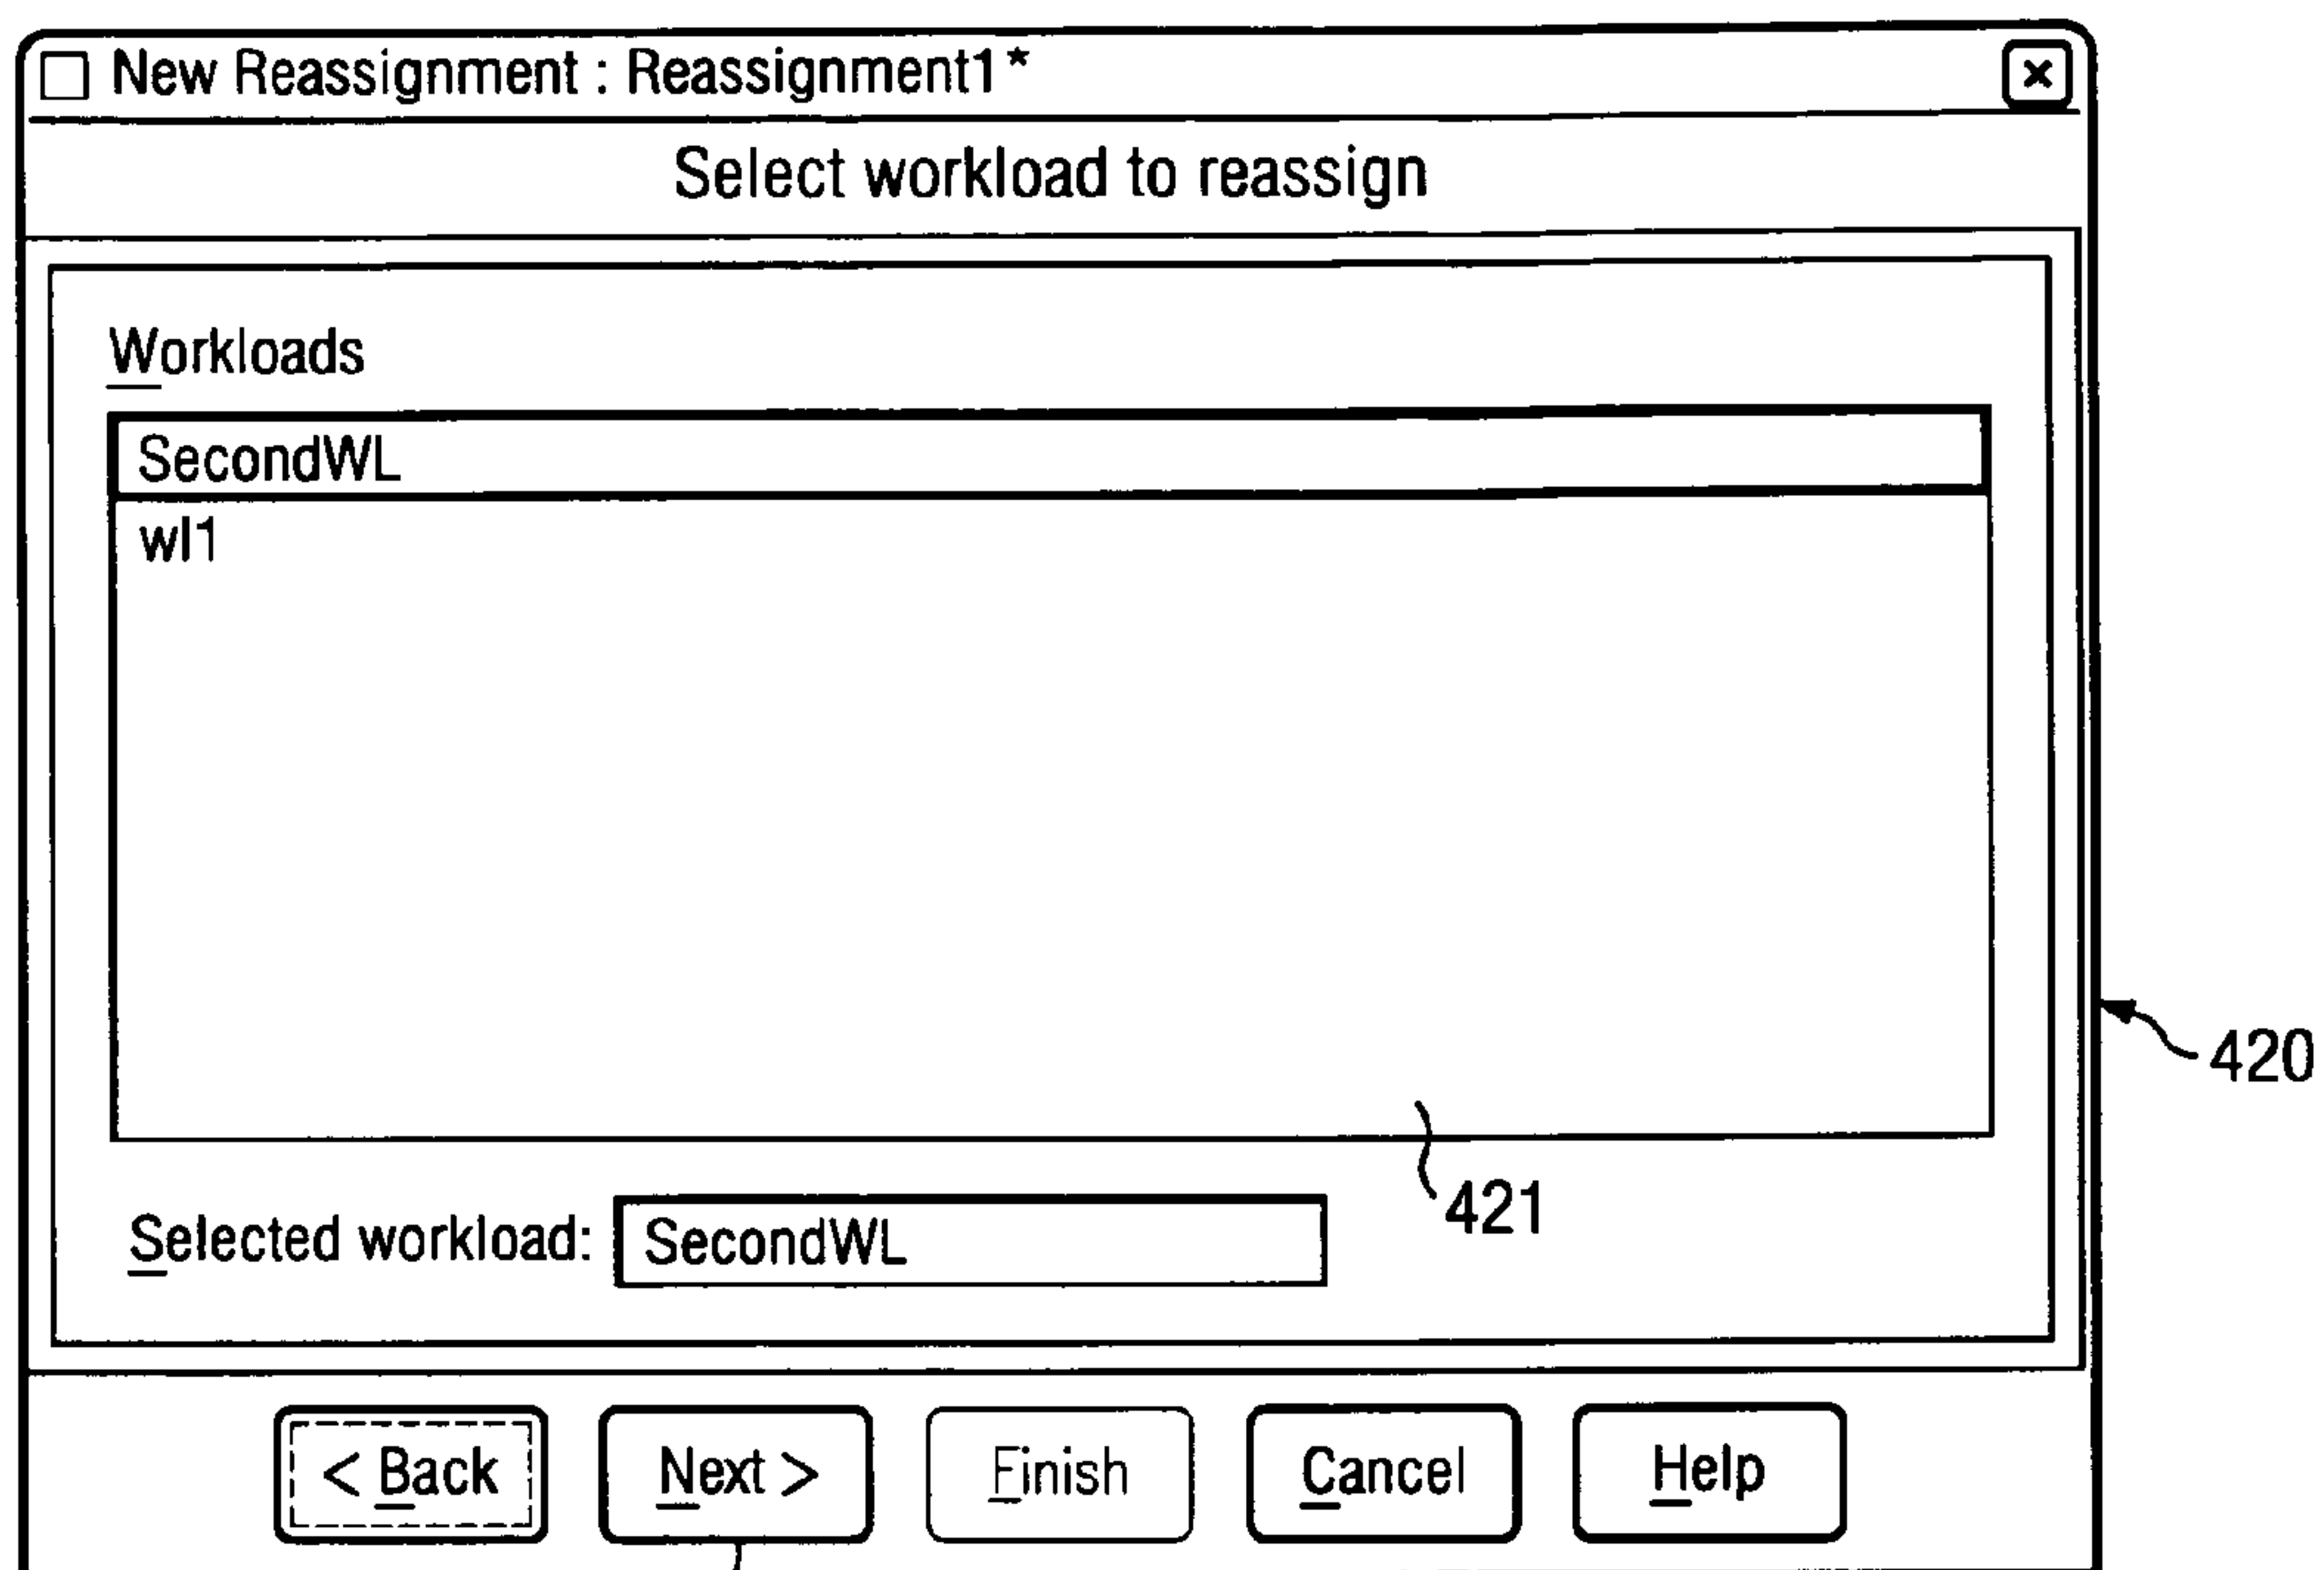 New Reassignment : Reassignment1*
x
Select workload to reassign
Workloads
SecondWL
wl1
420
421
Selected workload: SecondWL
< Back Next > Finish Cancel Help